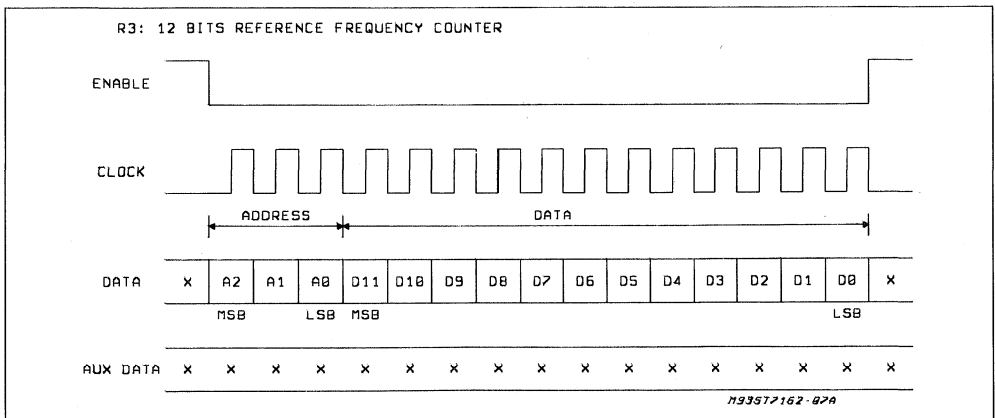 R3: 12 BITS REFERENCE FREQUENCY COUNTER
ENABLE
CLOCK
ADDRESS DATA
DATA X A2 A1 A0 D11 D10 D9 D8 D7 D6 D5 D4 D3 D2 D1 D0 X
MSB LSB MSB LSB
AUX DATA X X X X X X X X X X X X X X X X X
M93ST7162-07A